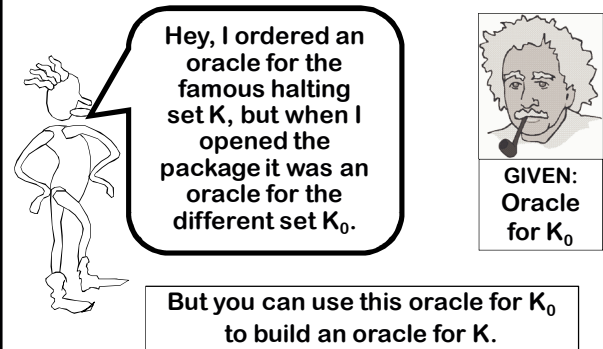 Hey, I ordered an
oracle for the
famous halting
set K, but when I
opened the
package it was an
oracle for the
different set K₀.
GIVEN:
Oracle
for K₀
But you can use this oracle for K₀
to build an oracle for K.